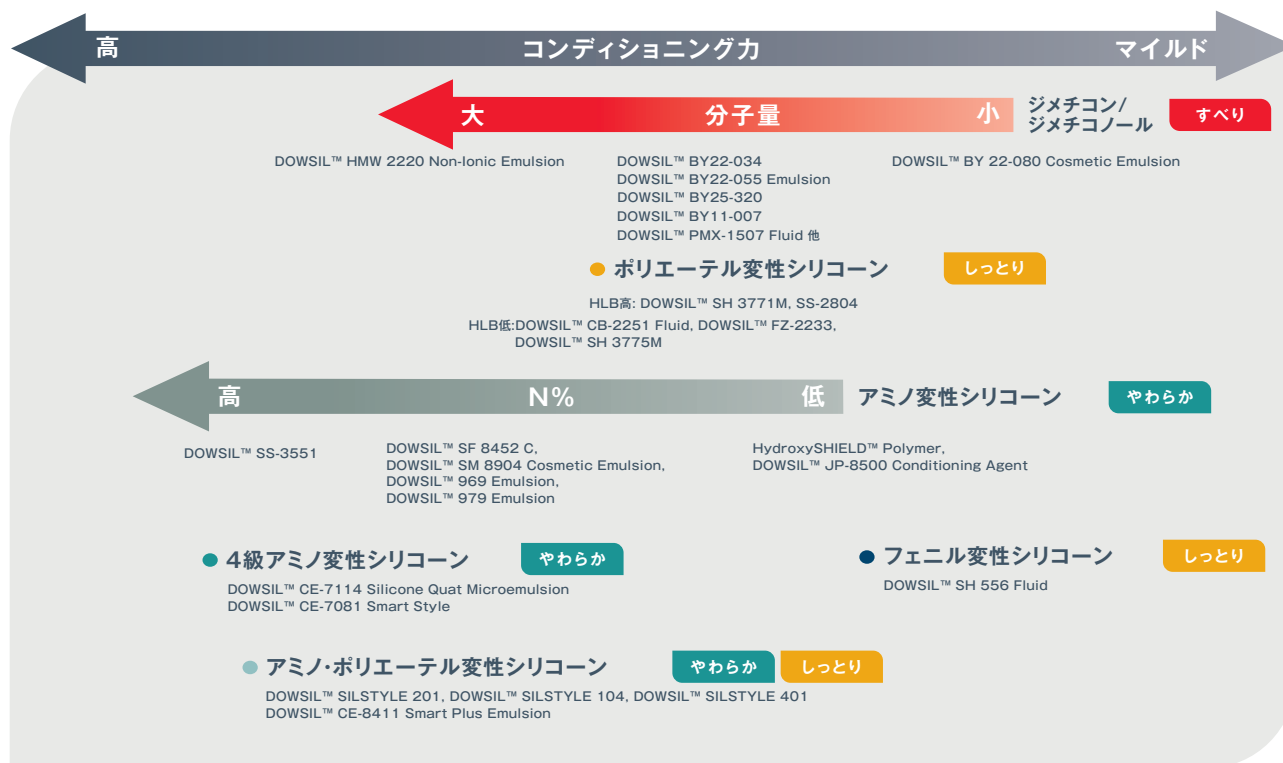 高 コンディショニング力 マイルド
大 分子量 小 ジメチコン/
ジメチコノール すべり
DOWSIL™ HMW 2220 Non-Ionic Emulsion
DOWSIL™ BY22-034
DOWSIL™ BY22-055 Emulsion
DOWSIL™ BY25-320
DOWSIL™ BY11-007
DOWSIL™ PMX-1507 Fluid 他
DOWSIL™ BY 22-080 Cosmetic Emulsion
ポリエーテル変性シリコーン しっとり
HLB高: DOWSIL™ SH 3771M, SS-2804
HLB低:DOWSIL™ CB-2251 Fluid, DOWSIL™ FZ-2233,
DOWSIL™ SH 3775M
高 N% 低 アミノ変性シリコーン やわらか
DOWSIL™ SS-3551
DOWSIL™ SF 8452 C,
DOWSIL™ SM 8904 Cosmetic Emulsion,
DOWSIL™ 969 Emulsion,
DOWSIL™ 979 Emulsion
HydroxySHIELD™ Polymer,
DOWSIL™ JP-8500 Conditioning Agent
4級アミノ変性シリコーン やわらか
DOWSIL™ CE-7114 Silicone Quat Microemulsion
DOWSIL™ CE-7081 Smart Style
フェニル変性シリコーン しっとり
DOWSIL™ SH 556 Fluid
アミノ・ポリエーテル変性シリコーン やわらか しっとり
DOWSIL™ SILSTYLE 201, DOWSIL™ SILSTYLE 104, DOWSIL™ SILSTYLE 401
DOWSIL™ CE-8411 Smart Plus Emulsion